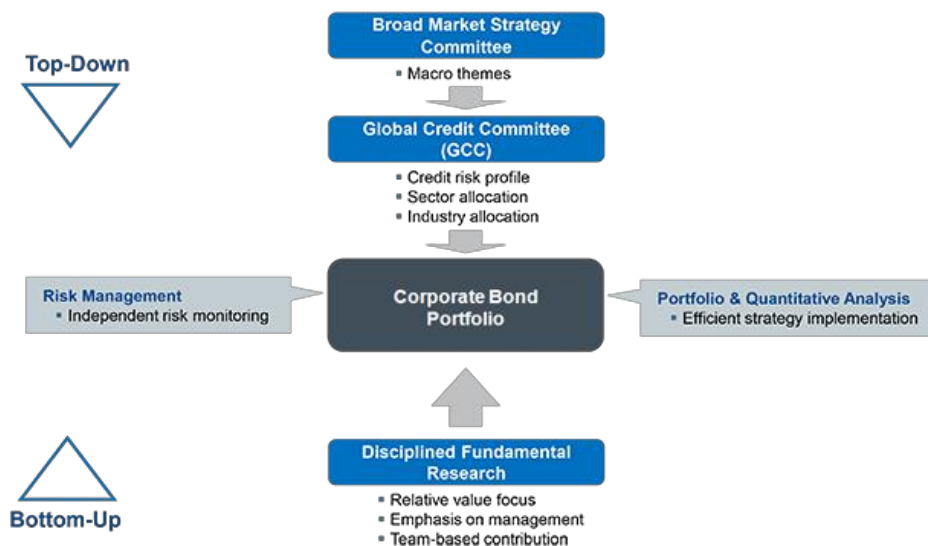 Broad Market Strategy
Committee
Top-Down
▪ Macro themes
Global Credit Committee
(GCC)
▪ Credit risk profile
▪ Sector allocation
▪ Industry allocation
Risk Management
▪ Independent risk monitoring
Corporate Bond
Portfolio
Portfolio & Quantitative Analysis
▪ Efficient strategy implementation
Disciplined Fundamental
Research
▪ Relative value focus
▪ Emphasis on management
▪ Team-based contribution
Bottom-Up